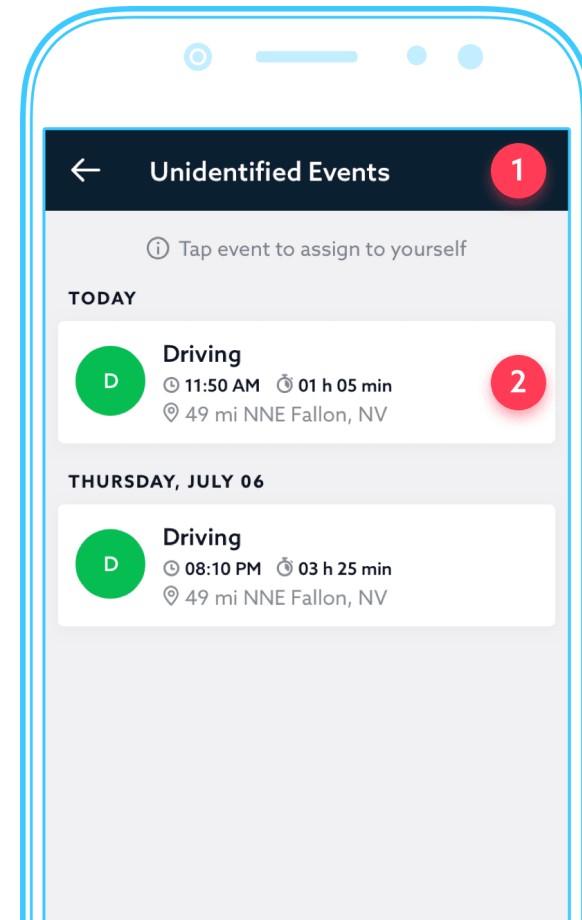 Unidentified Events
1
Tap event to assign to yourself
TODAY
Driving
D
11:50 AM 01 h 05 min
2
49 mi NNE Fallon, NV
THURSDAY, JULY 06
Driving
D
08:10 PM 03 h 25 min
49 mi NNE Fallon, NV